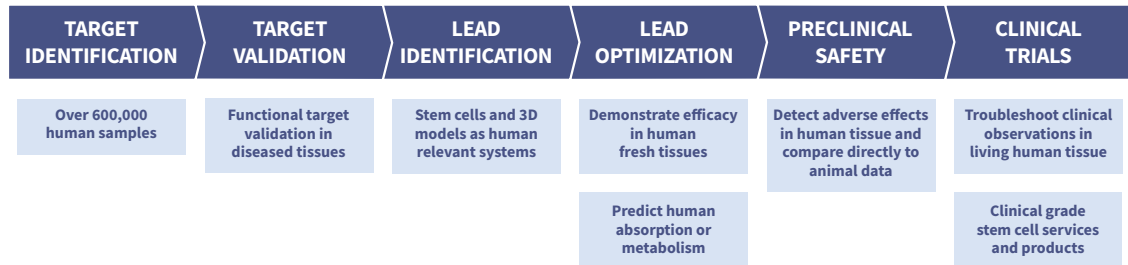 TARGET
IDENTIFICATION
TARGET
VALIDATION
LEAD
IDENTIFICATION
LEAD
OPTIMIZATION
PRECLINICAL
SAFETY
CLINICAL
TRIALS
Over 600,000
human samples
Functional target
validation in
diseased tissues
Stem cells and 3D
models as human
relevant systems
Demonstrate efficacy
in human
fresh tissues
Detect adverse effects
in human tissue and
compare directly to
animal data
Troubleshoot clinical
observations in
living human tissue
Predict human
absorption or
metabolism
Clinical grade
stem cell services
and products